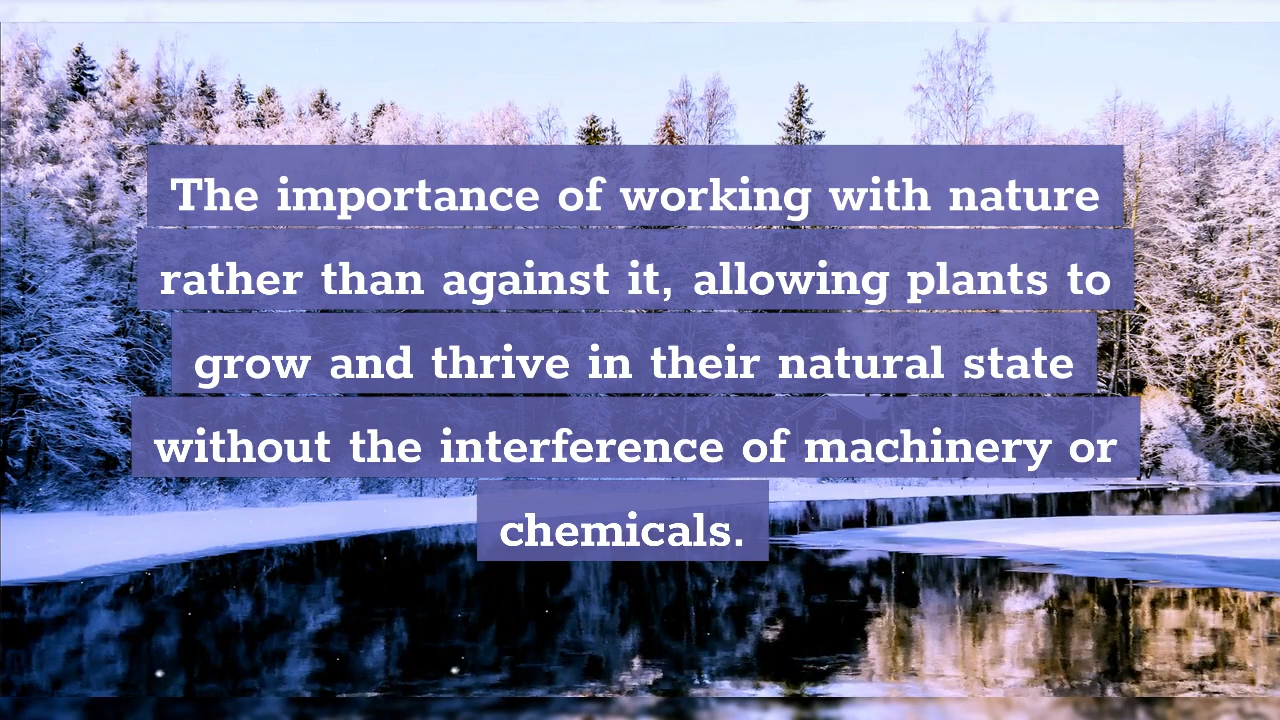 The importance of working with nature
rather than against it, allowing plants to
grow and thrive in their natural state
without the interference of machinery or
chemicals.